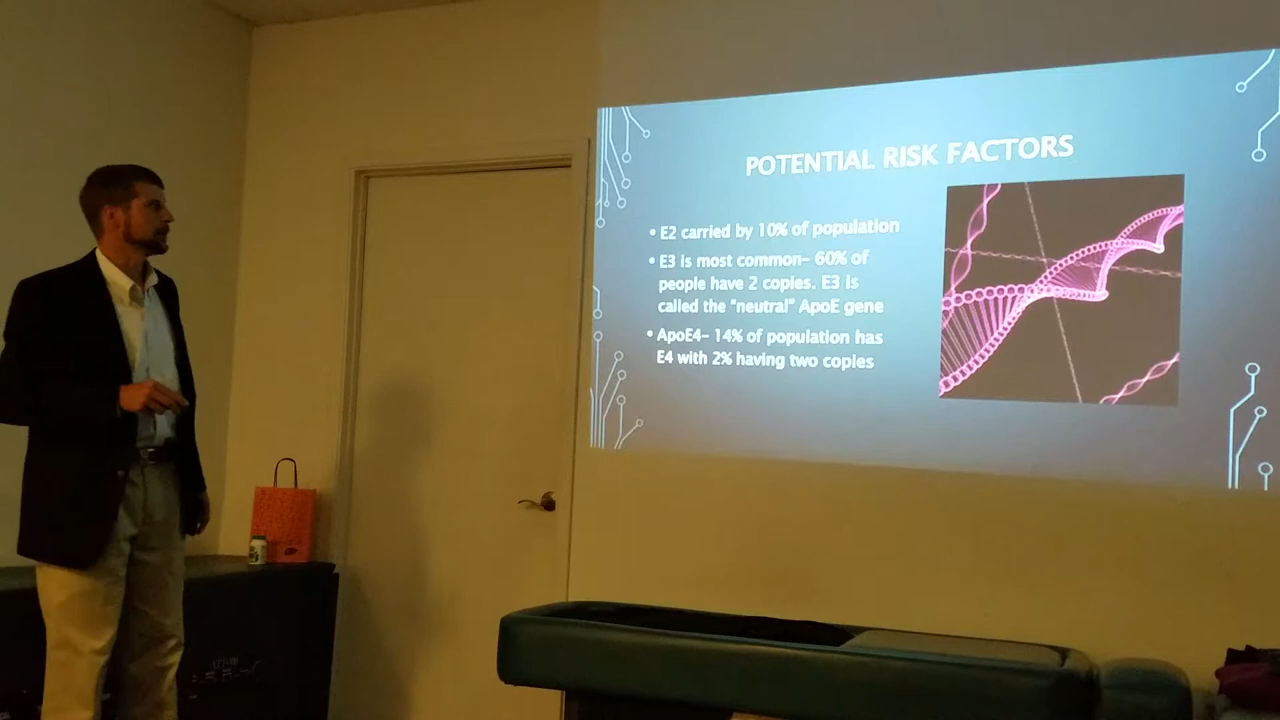 POTENTIAL RISK FACTORS
• E2 carried by 10% of population
• E3 is most common– 60% of
people have 2 copies. E3 is
called the "neutral" ApoE gene
• ApoE4– 14% of population has
E4 with 2% having two copies